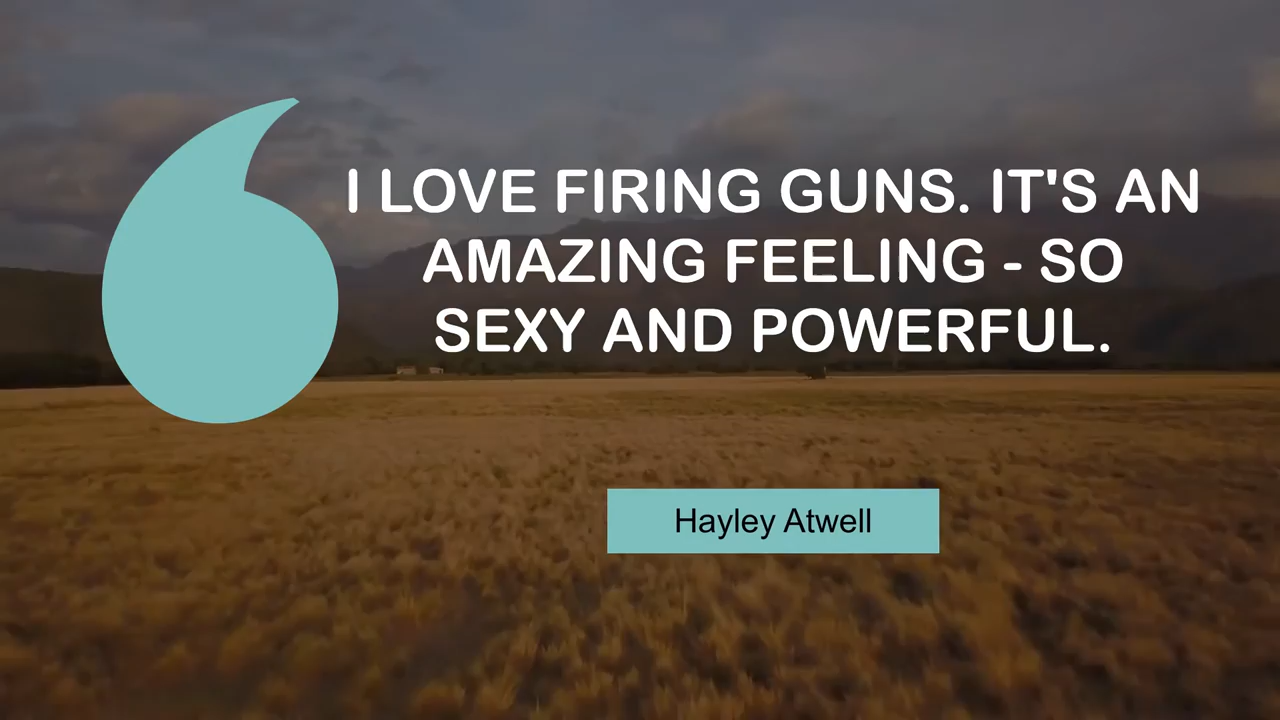 I LOVE FIRING GUNS. IT'S AN
AMAZING FEELING - SO
SEXY AND POWERFUL.
Hayley Atwell